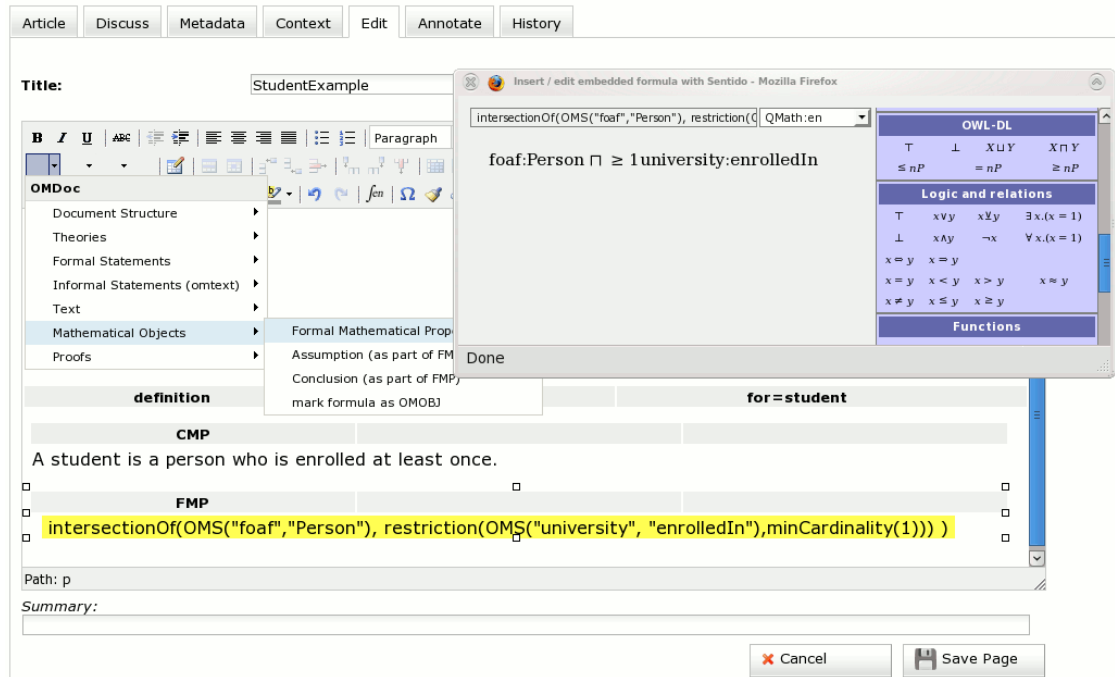 Article Discuss Metadata Context Edit Annotate History
Title: StudentExample
Insert / edit embedded formula with Sentido - Mozilla Firefox
intersectionOf(OMS("foaf","Person"), restriction(O QMath:en
foaf:Person ⊓ ≥ 1university:enrolledIn
OWL-DL
⊤ ⊥ X⊔Y X⊓Y
≤ nP = nP ≥ nP
Logic and relations
⊤ x∨y x⊻y ∃x.(x = 1)
⊥ x∧y ¬x ∀x.(x = 1)
x ⇔ y x ⇒ y
x = y x < y x > y x ≈ y
x ≠ y x ≤ y x ≥ y
Functions
Done
B I U ABC Paragraph
fen Ω
OMDoc
Document Structure
Theories
Formal Statements
Informal Statements (omtext)
Text
Mathematical Objects
Proofs
Formal Mathematical Prope
Assumption (as part of FM
Conclusion (as part of FMP)
mark formula as OMOBJ
definition for=student
CMP
A student is a person who is enrolled at least once.
FMP
intersectionOf(OMS("foaf","Person"), restriction(OMS("university", "enrolledIn"),minCardinality(1))) )
Path: p
Summary:
Cancel Save Page